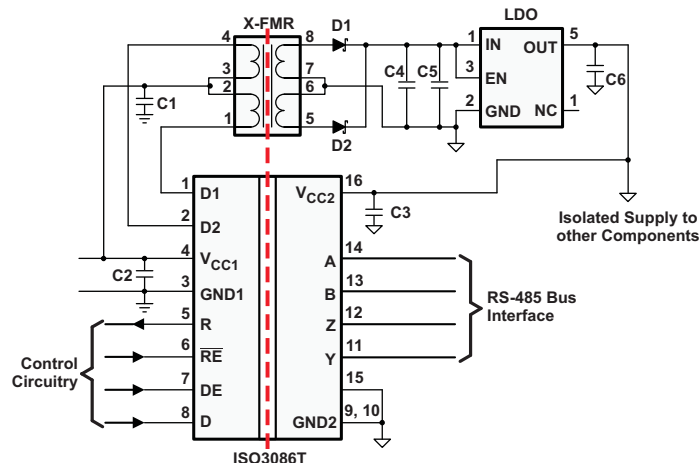 X-FMR
D1
LDO
4
8
1
IN
OUT
5
3
7
C4
C5
3
EN
C6
C1
2
6
2
GND
NC
1
1
5
D2
1
D1
VCC2
16
C3
2
D2
Isolated Supply to
other Components
4
VCC1
C2
A
14
3
GND1
B
13
RS-485 Bus
Interface
5
R
Z
12
Control
Circuitry
6
RE
Y
11
7
DE
15
8
D
GND2
9, 10
ISO3086T